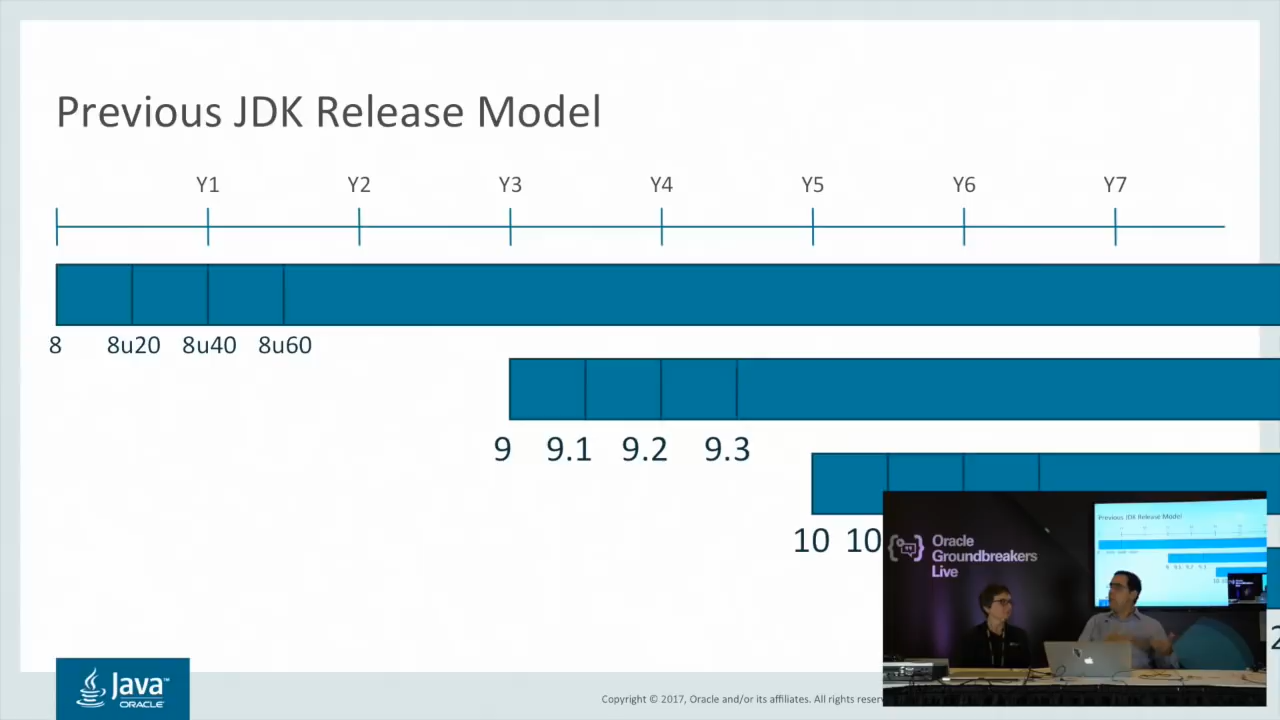 Previous JDK Release Model
Y1 Y2 Y3 Y4 Y5 Y6 Y7
8 8u20 8u40 8u60
9 9.1 9.2 9.3
10 10
Oracle
Groundbreakers
Live
Previous JDK Release Model
2
Java™
ORACLE
Copyright © 2017, Oracle and/or its affiliates. All rights